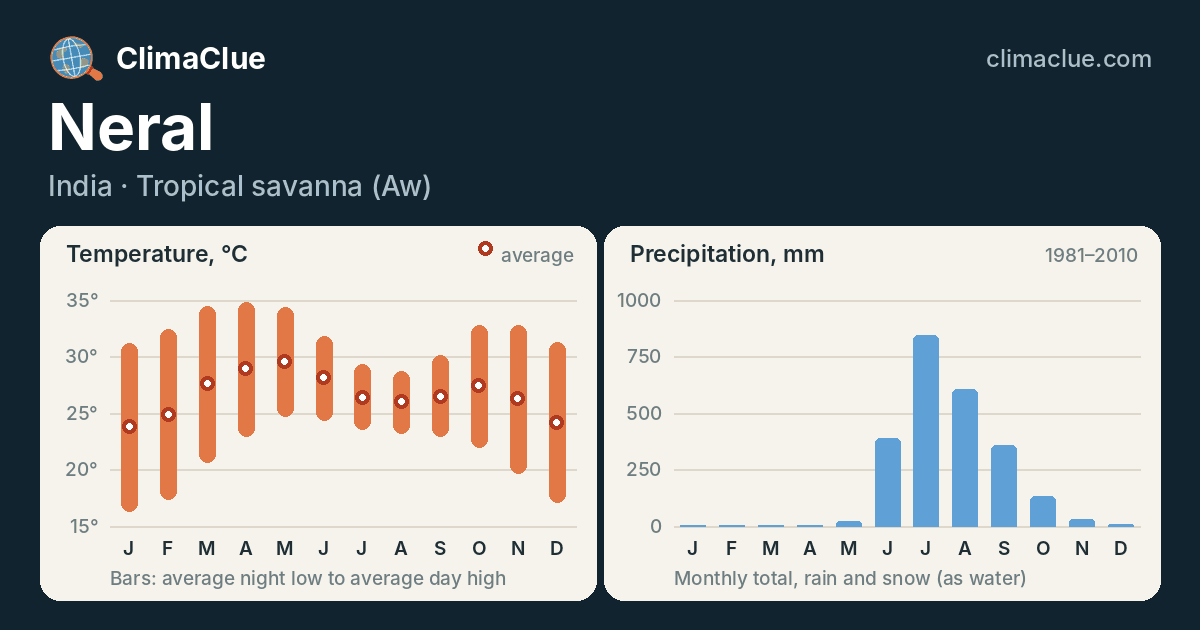 ClimaClue
climaclue.com
Neral
India · Tropical savanna (Aw)
Temperature, °C
average
35°
30°
25°
20°
15°
J F M A M J J A S O N D
Bars: average night low to average day high
Precipitation, mm
1981–2010
1000
750
500
250
0
J F M A M J J A S O N D
Monthly total, rain and snow (as water)